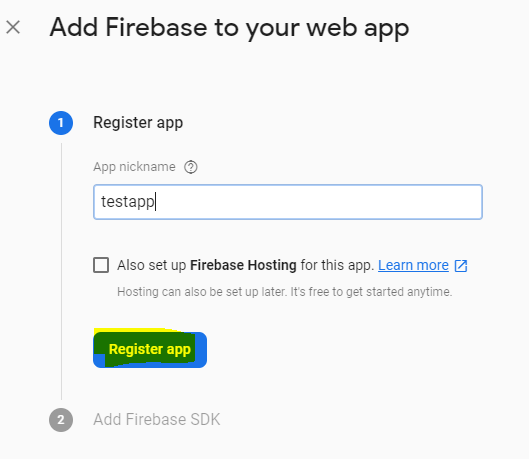 Add Firebase to your web app
1 Register app
App nickname ?
testapp
Also set up Firebase Hosting for this app. Learn more
Hosting can also be set up later. It's free to get started anytime.
Register app
2 Add Firebase SDK